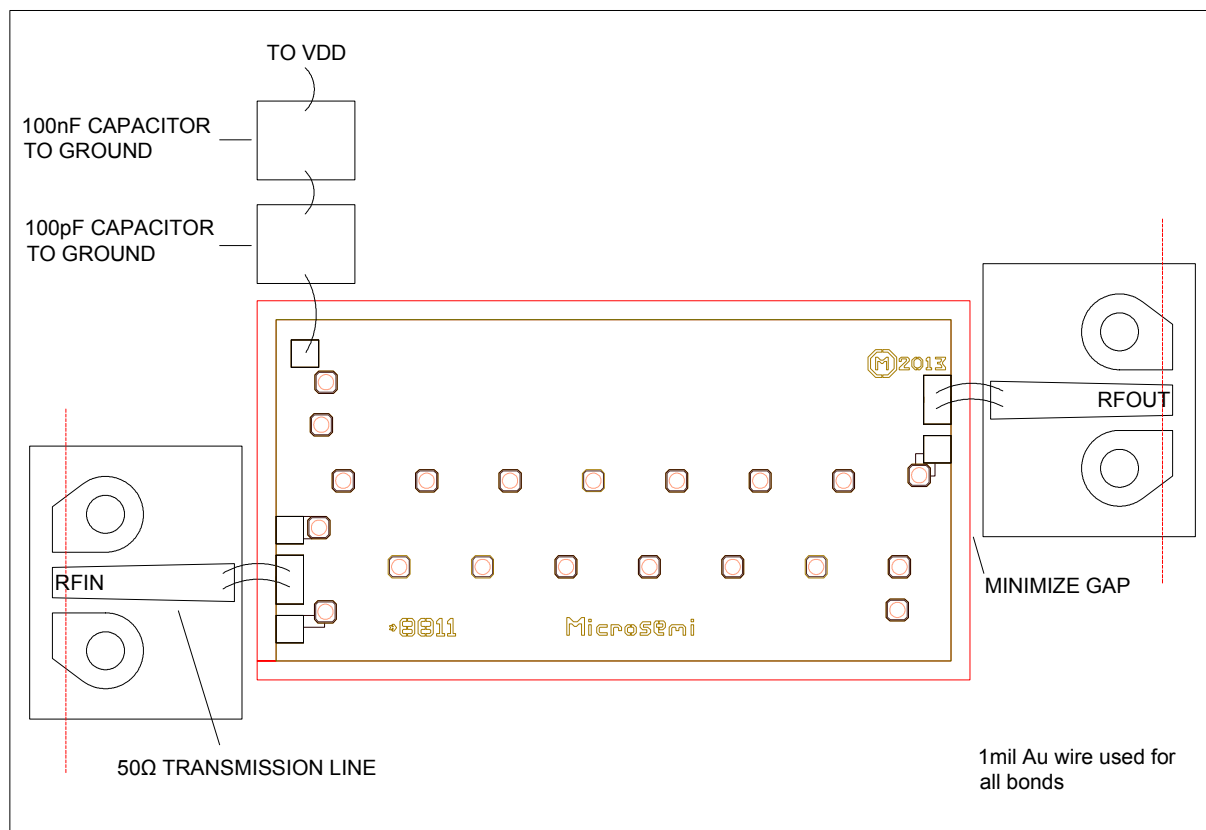 TO VDD
100nF CAPACITOR
TO GROUND
100pF CAPACITOR
TO GROUND
M 2013
RFOUT
RFIN
MINIMIZE GAP
8811
Microsemi
50Ω TRANSMISSION LINE
1mil Au wire used for
all bonds